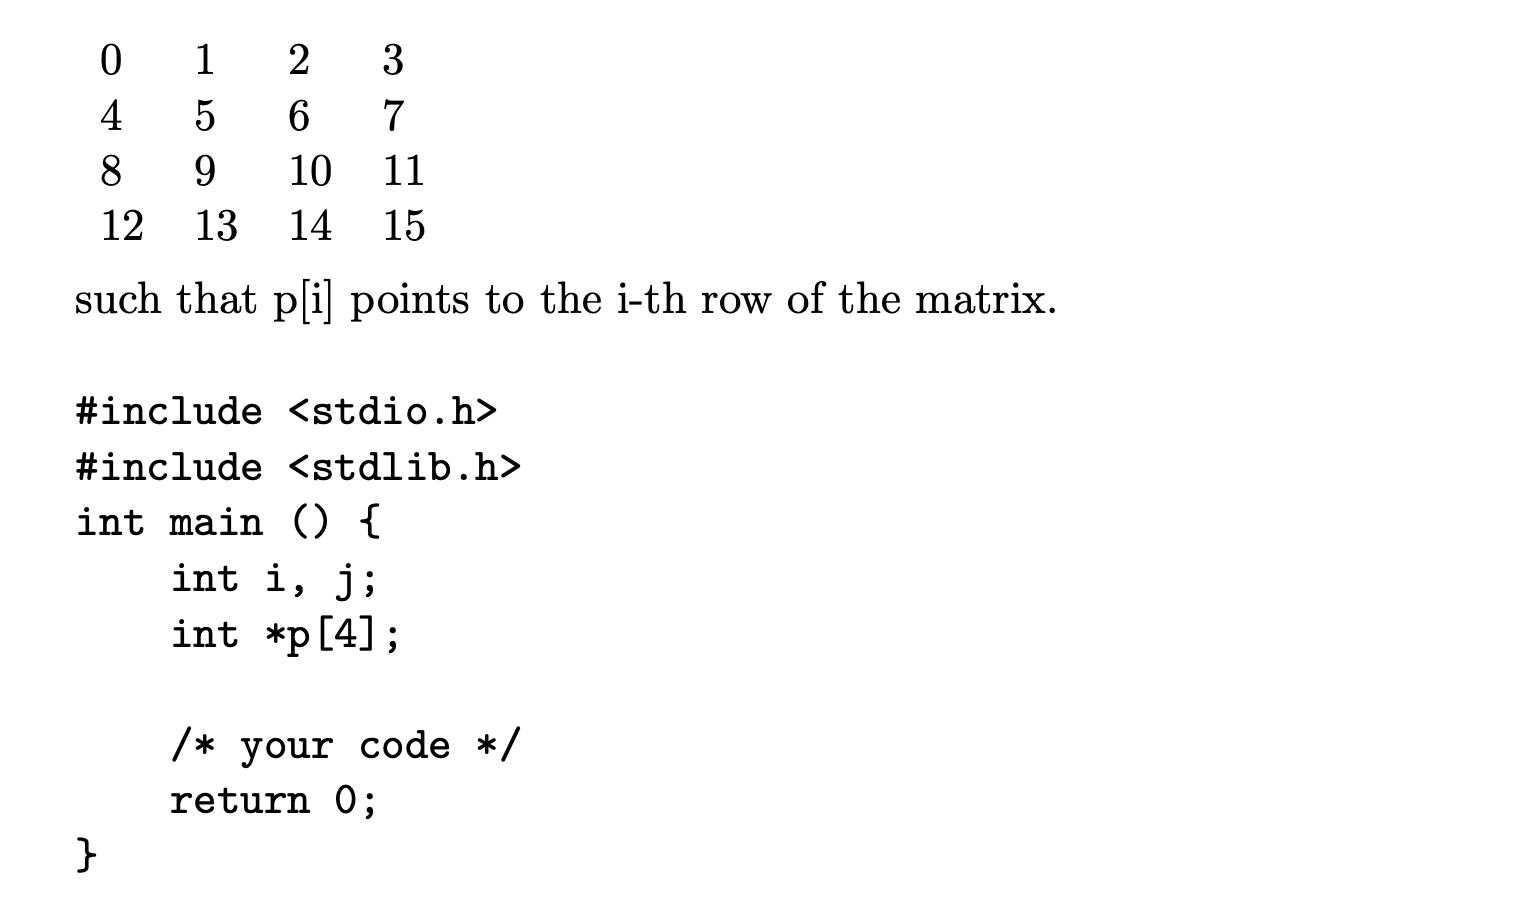 0 1 2 3
4 5 6 7
8 9 10 11
12 13 14 15
such that p[i] points to the i-th row of the matrix.
#include <stdio.h>
#include <stdlib.h>
int main () {
    int i, j;
    int *p[4];
    /* your code */
    return 0;
}